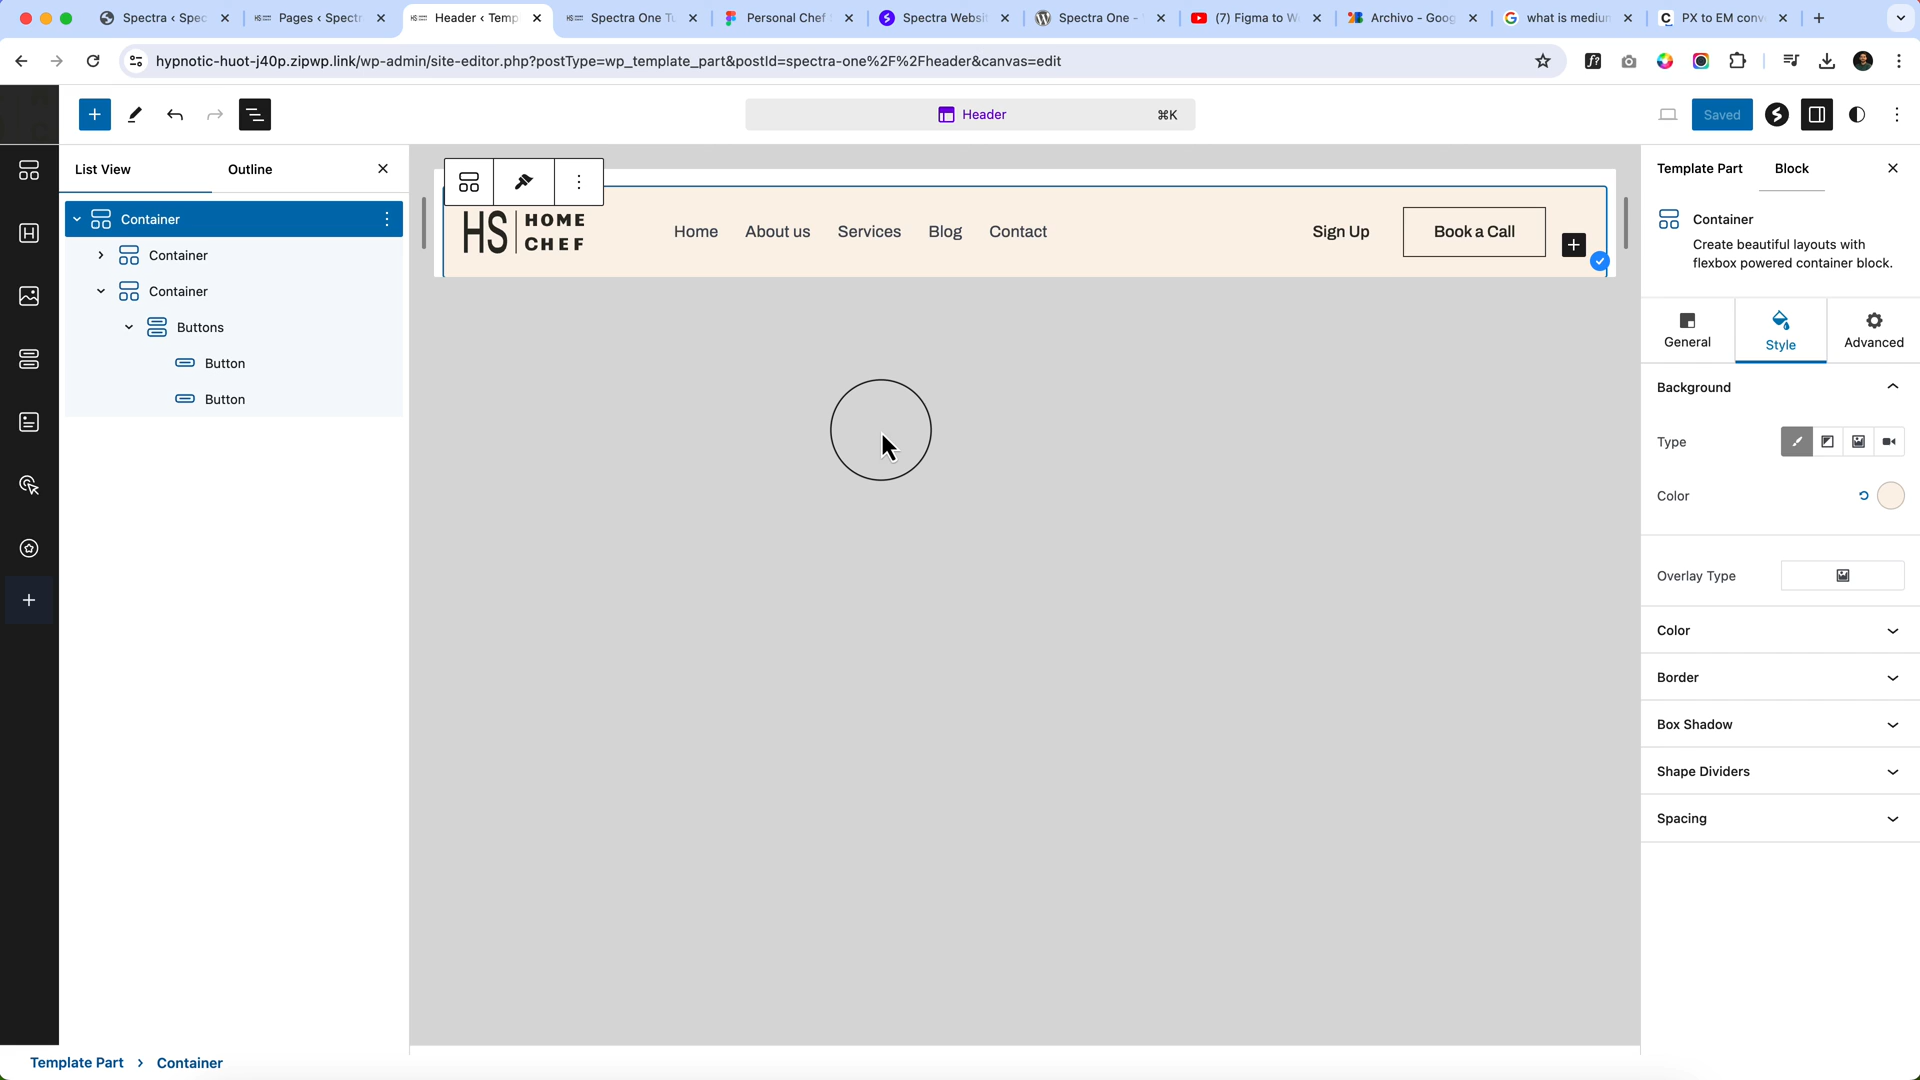 Spectra ‹ Spec
Pages ‹ Spectr
Header ‹ Temp
Spectra One Tu
Personal Chef
Spectra Websi
Spectra One -
(7) Figma to W
Archivo - Goog
what is medium
PX to EM conv
hypnotic-huot-j40p.zipwp.link/wp-admin/site-editor.php?postType=wp_template_part&postId=spectra-one%2F%2Fheader&canvas=edit
Header
⌘K
Saved
List View
Outline
Container
Container
Container
Buttons
Button
Button
HS HOME CHEF
Home
About us
Services
Blog
Contact
Sign Up
Book a Call
Template Part
Block
Container
Create beautiful layouts with
flexbox powered container block.
General
Style
Advanced
Background
Type
Color
Overlay Type
Color
Border
Box Shadow
Shape Dividers
Spacing
Template Part › Container